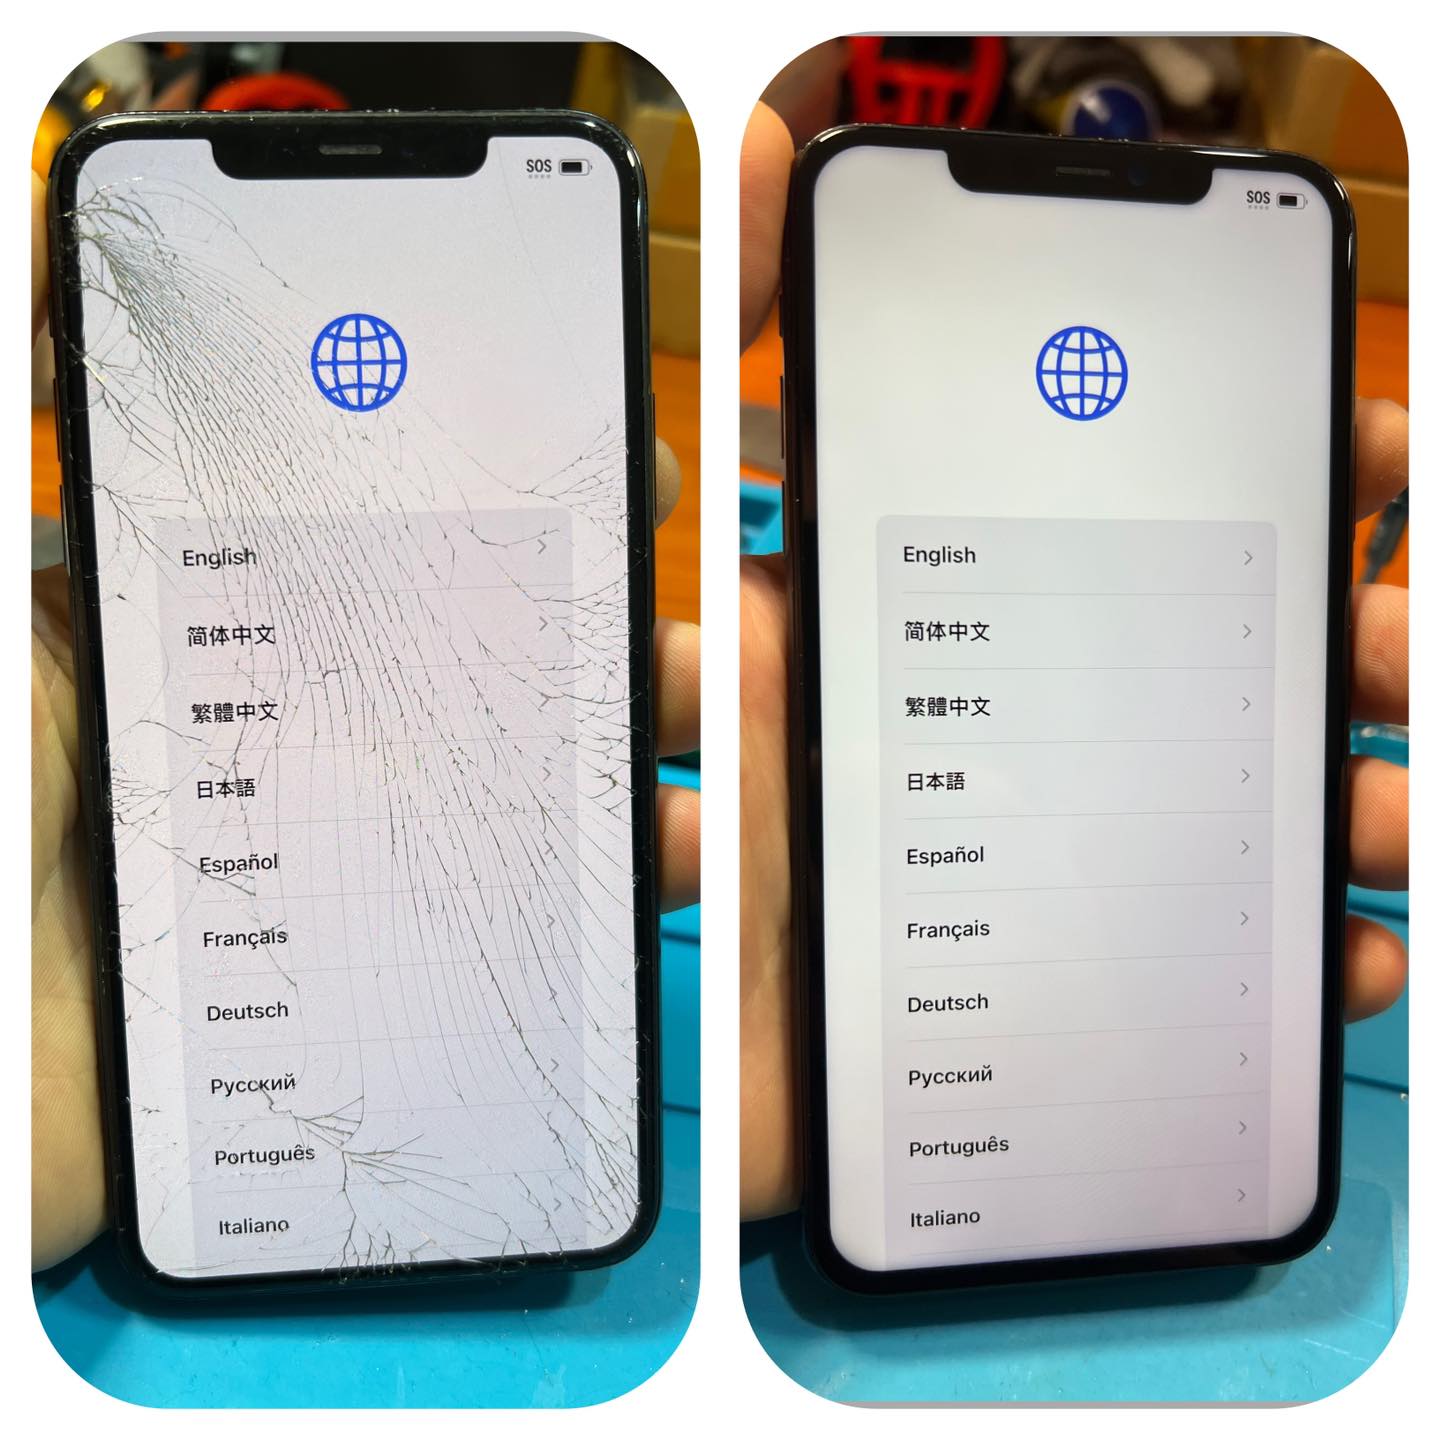 SOS
English
简体中文
繁體中文
日本語
Español
Français
Deutsch
Русский
Português
Italiano
SOS
English
简体中文
繁體中文
日本語
Español
Français
Deutsch
Русский
Português
Italiano